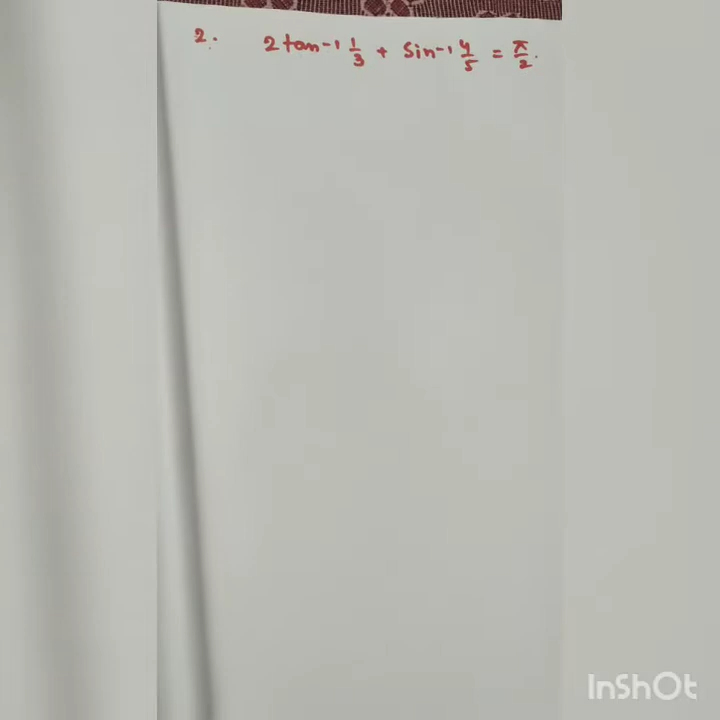 2. 2 tan-1 1/3 + Sin-1 4/5 = π/2.
InShOt